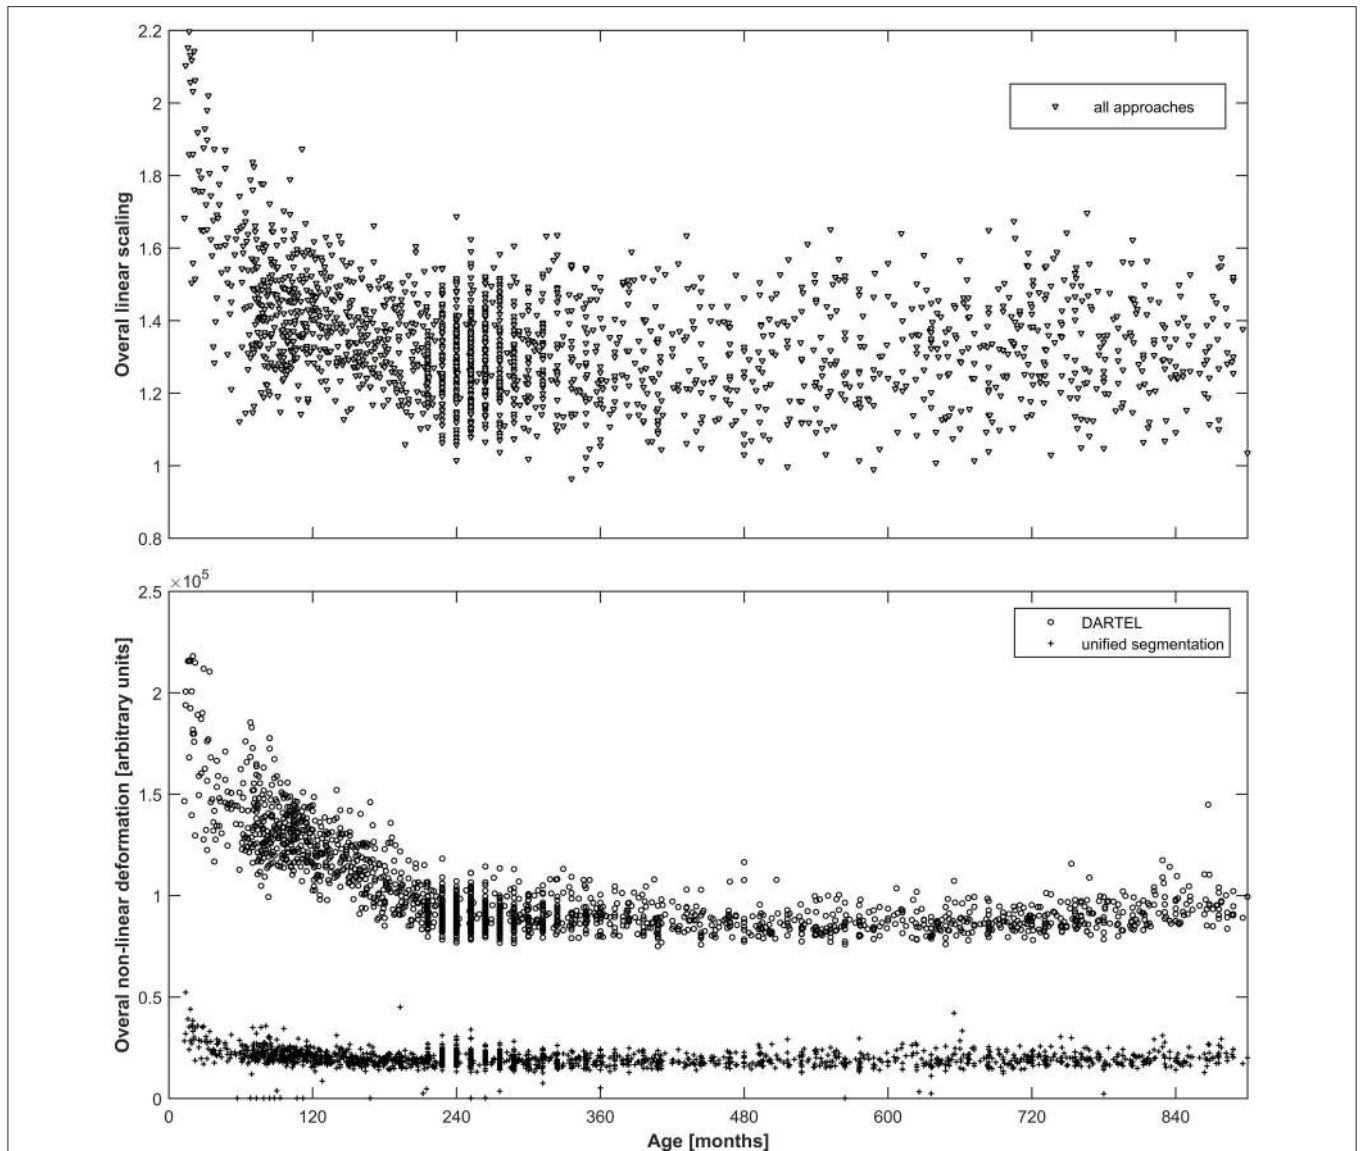 2.2
2
1.8
1.6
1.4
1.2
1
0.8
Overal linear scaling
all approaches
×10^5
2.5
2
1.5
1
0.5
0
Overal non-linear deformation [arbitrary units]
DARTEL
unified segmentation
0 120 240 360 480 600 720 840
Age [months]